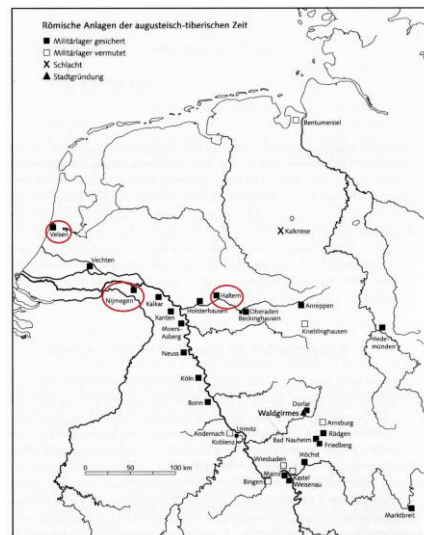 Römische Anlagen der augusteisch-tiberischen Zeit
Militärlager gesichert
Militärlager vermutet
Schlacht
Stadtgründung
Bentumersiel
Velsen
Kalkriese
Vechten
Nijmegen
Kalkar
Haltern
Holsterhausen
Anreppen
Xanten
Oberaden
Beckinghausen
Moers-
Asberg
Kneblinghausen
Hede-
münden
Neuss
Köln
Bonn
Dorlar
Waldgirmes
Arnsburg
Andernach
Urmitz
Rödgen
Bad Nauheim
Friedberg
Koblenz
Höchst
Wiesbaden
Mainz
Kastel
Bingen
Weisenau
Marktbreit
0 50 100 km